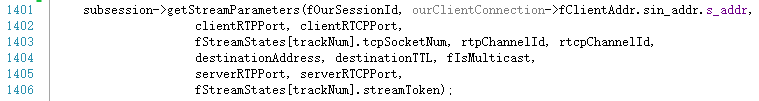 1401 subsession->getStreamParameters(fOurSessionId, ourClientConnection->fClientAddr.sin_addr.s_addr,
1402 clientRTPPort, clientRTCPPort,
1403 fStreamStates[trackNum].tcpSocketNum, rtpChannelId, rtcpChannelId,
1404 destinationAddress, destinationTTL, fIsMulticast,
1405 serverRTPPort, serverRTCPPort,
1406 fStreamStates[trackNum].streamToken);